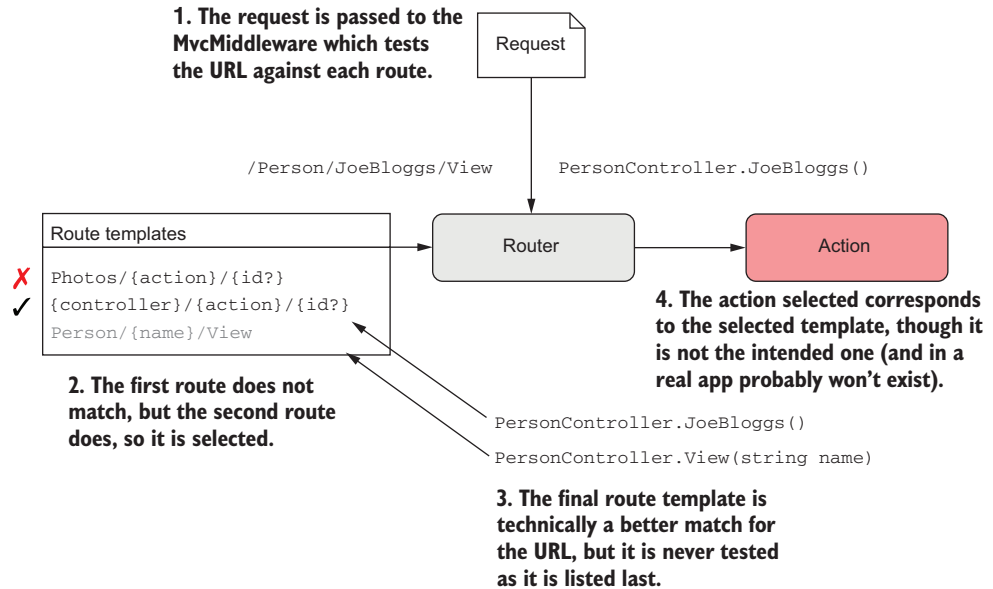 1. The request is passed to the
MvcMiddleware which tests
the URL against each route.
Request
/Person/JoeBloggs/View
PersonController.JoeBloggs()
Route templates
Router
Action
✗ Photos/{action}/{id?}
✓ {controller}/{action}/{id?}
Person/{name}/View
4. The action selected corresponds
to the selected template, though it
is not the intended one (and in a
real app probably won't exist).
2. The first route does not
match, but the second route
does, so it is selected.
PersonController.JoeBloggs()
PersonController.View(string name)
3. The final route template is
technically a better match for
the URL, but it is never tested
as it is listed last.